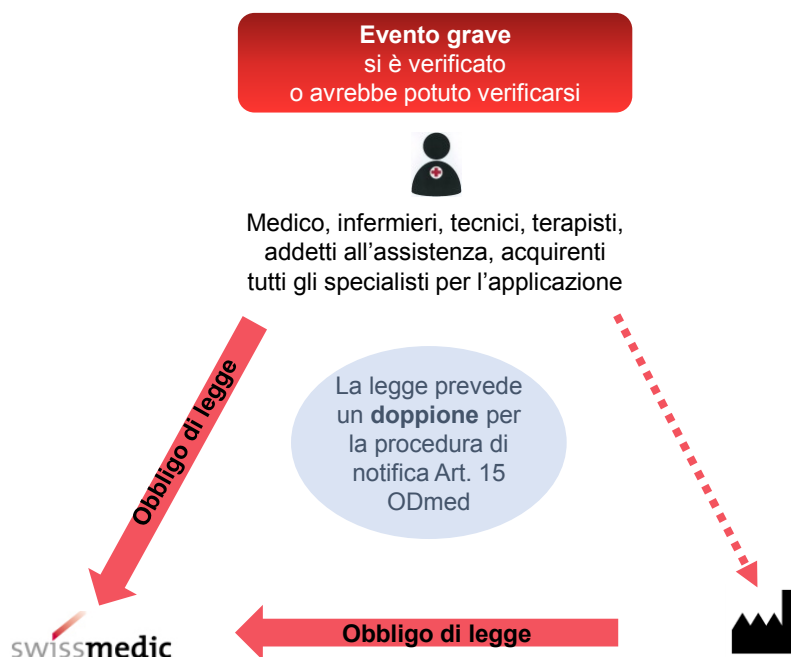 Evento grave
si è verificato
o avrebbe potuto verificarsi
Medico, infermieri, tecnici, terapisti,
addetti all'assistenza, acquirenti
tutti gli specialisti per l'applicazione
Obbligo di legge
La legge prevede
un doppione per
la procedura di
notifica Art. 15
ODmed
swissmedic
Obbligo di legge